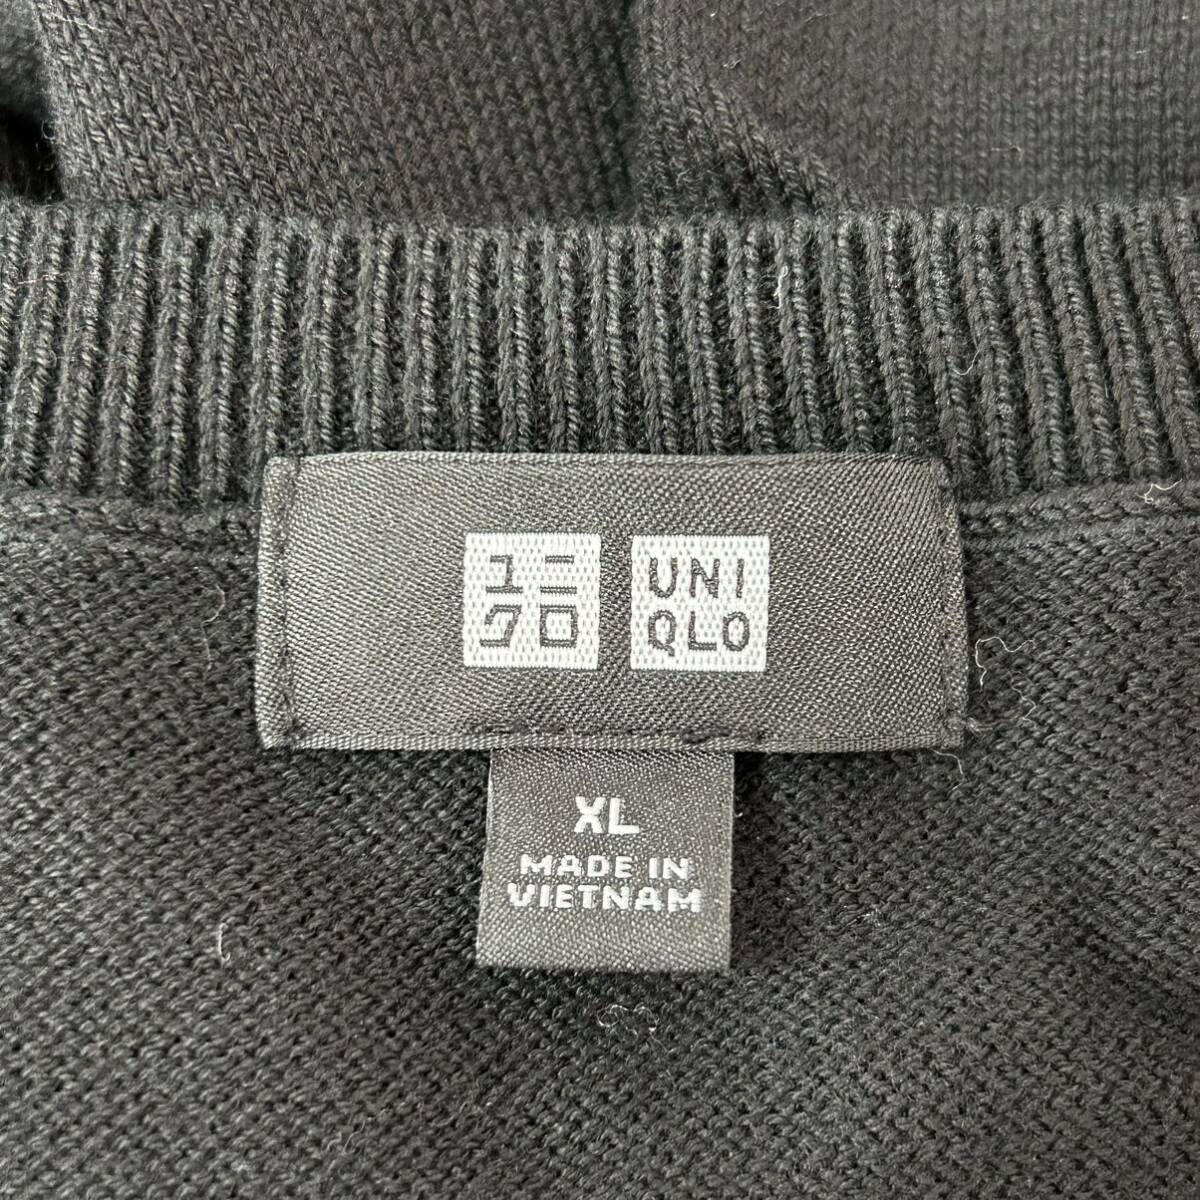 ユニ
クロ
UNI
QLO
XL
MADE IN
VIETNAM